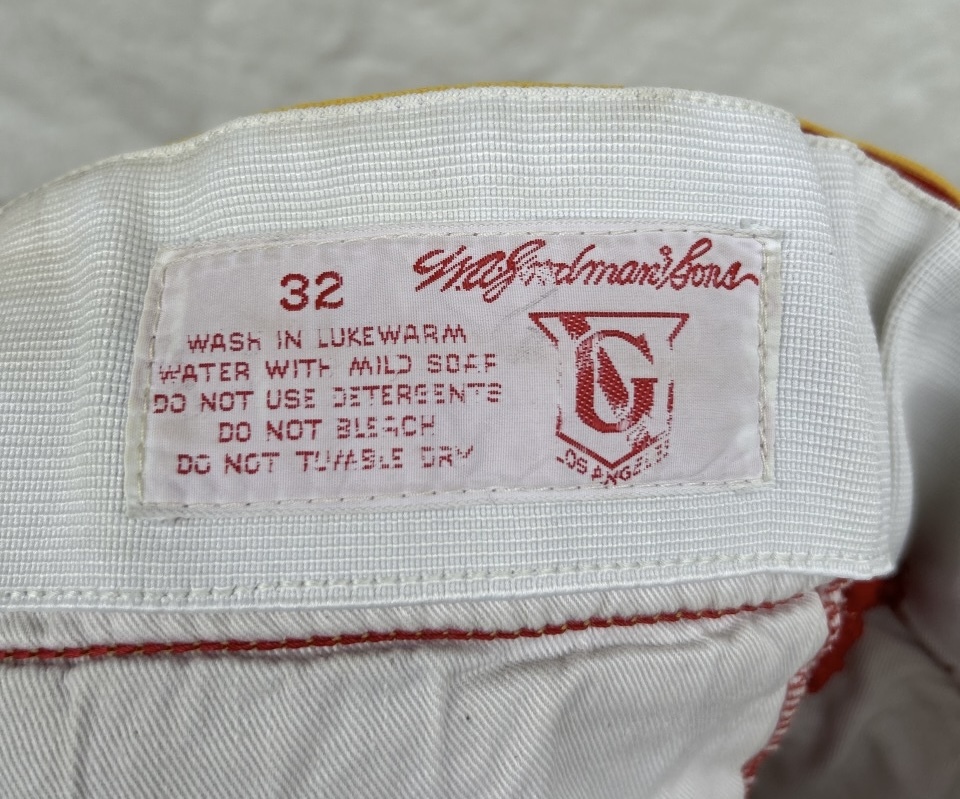 32
Wm. Goodman & Sons
WASH IN LUKEWARM
WATER WITH MILD SOAP
DO NOT USE DETERGENTS
DO NOT BLEACH
DO NOT TUMBLE DRY
G
LOS ANGELES